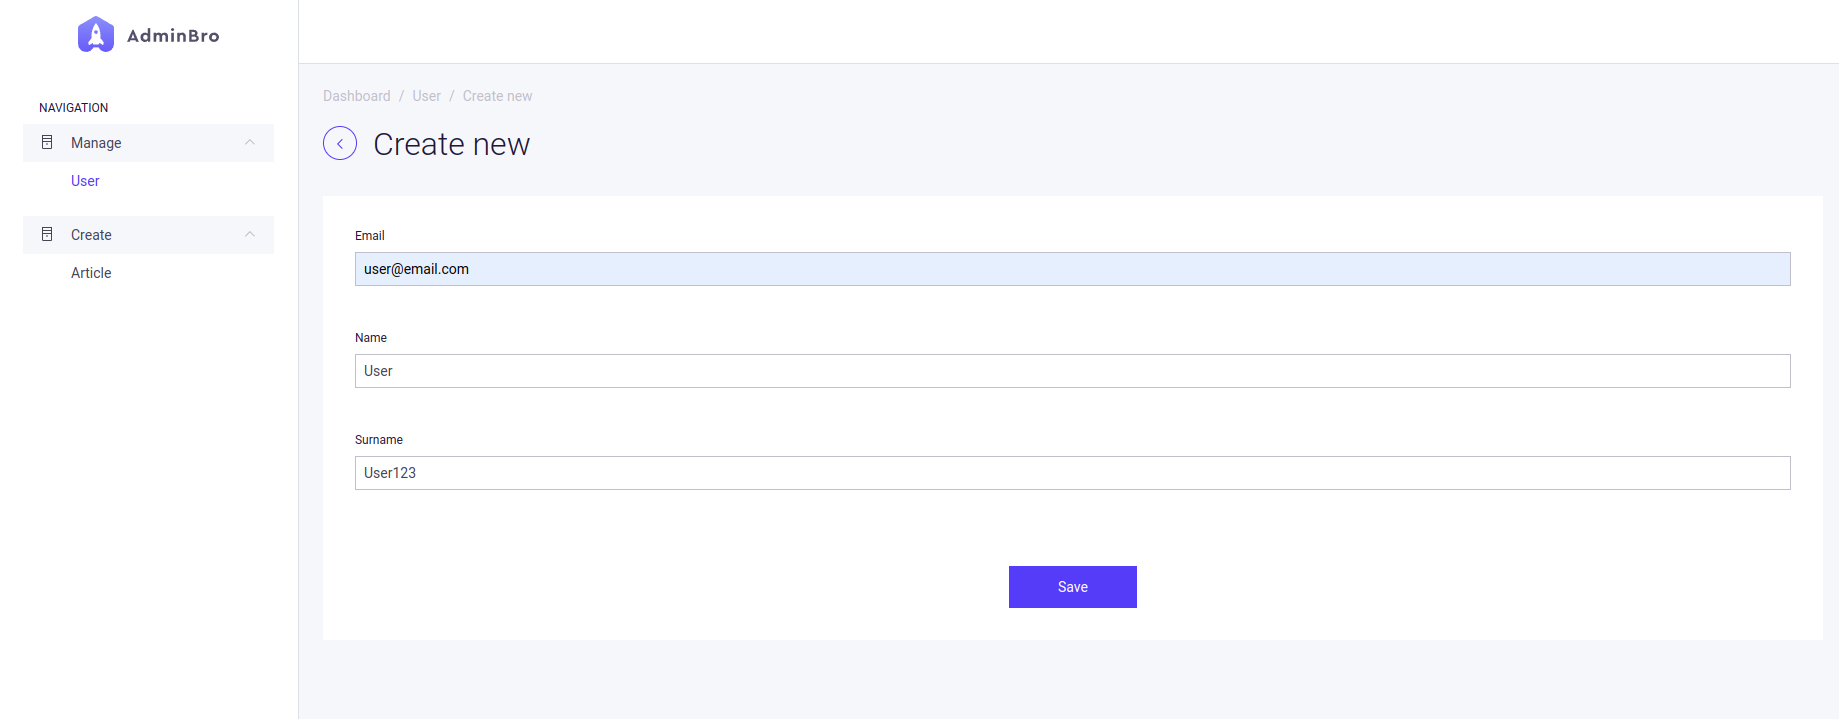 AdminBro
NAVIGATION
Manage
User
Create
Article
Dashboard / User / Create new
Create new
Email
user@email.com
Name
User
Surname
User123
Save